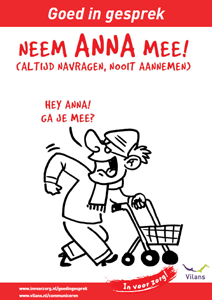 Goed in gesprek
NEEM ANNA MEE!
(ALTIJD NAVRAGEN, NOOIT AANNEMEN)
HEY ANNA!
GA JE MEE?
www.invoorzorg.nl/goedingesprek
www.vilans.nl/communiceren
In voor zorg!
Vilans